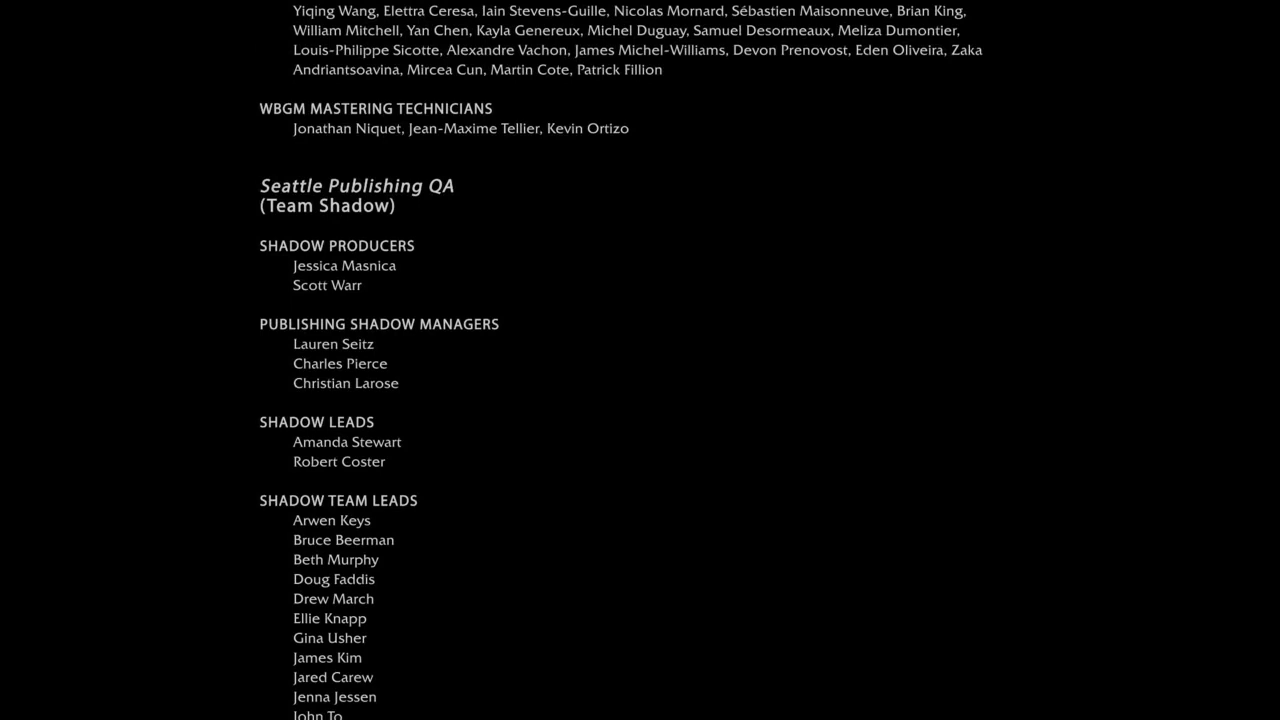 Yiqing Wang, Elettra Ceresa, Iain Stevens-Guille, Nicolas Mornard, Sébastien Maisonneuve, Brian King,
William Mitchell, Yan Chen, Kayla Genereux, Michel Duguay, Samuel Desormeaux, Meliza Dumontier,
Louis-Philippe Sicotte, Alexandre Vachon, James Michel-Williams, Devon Prenovost, Eden Oliveira, Zaka
Andriantsoavina, Mircea Cun, Martin Cote, Patrick Fillion
WBGM MASTERING TECHNICIANS
Jonathan Niquet, Jean-Maxime Tellier, Kevin Ortizo
Seattle Publishing QA
(Team Shadow)
SHADOW PRODUCERS
Jessica Masnica
Scott Warr
PUBLISHING SHADOW MANAGERS
Lauren Seitz
Charles Pierce
Christian Larose
SHADOW LEADS
Amanda Stewart
Robert Coster
SHADOW TEAM LEADS
Arwen Keys
Bruce Beerman
Beth Murphy
Doug Faddis
Drew March
Ellie Knapp
Gina Usher
James Kim
Jared Carew
Jenna Jessen
John To